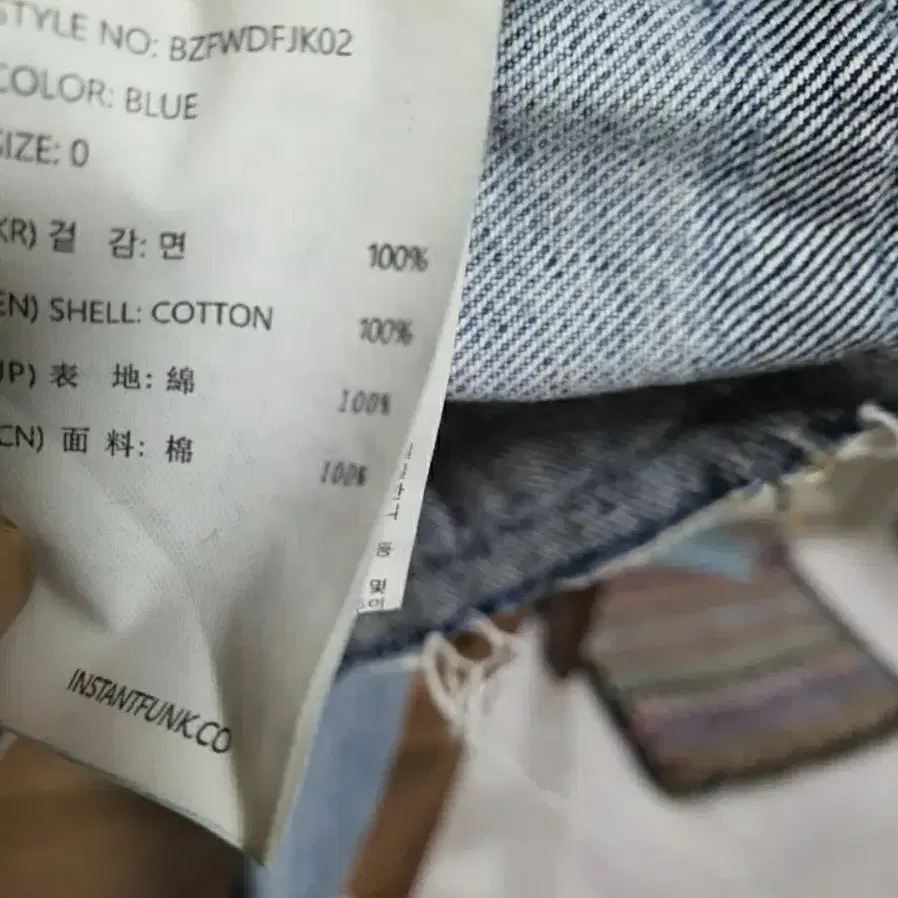 STYLE NO: BZFWDFJK02
COLOR: BLUE
SIZE: 0
KR) 겉 감: 면 100%
EN) SHELL: COTTON 100%
JP) 表 地: 綿 100%
CN) 面 料: 棉 100%
INSTANTFUNK.CO